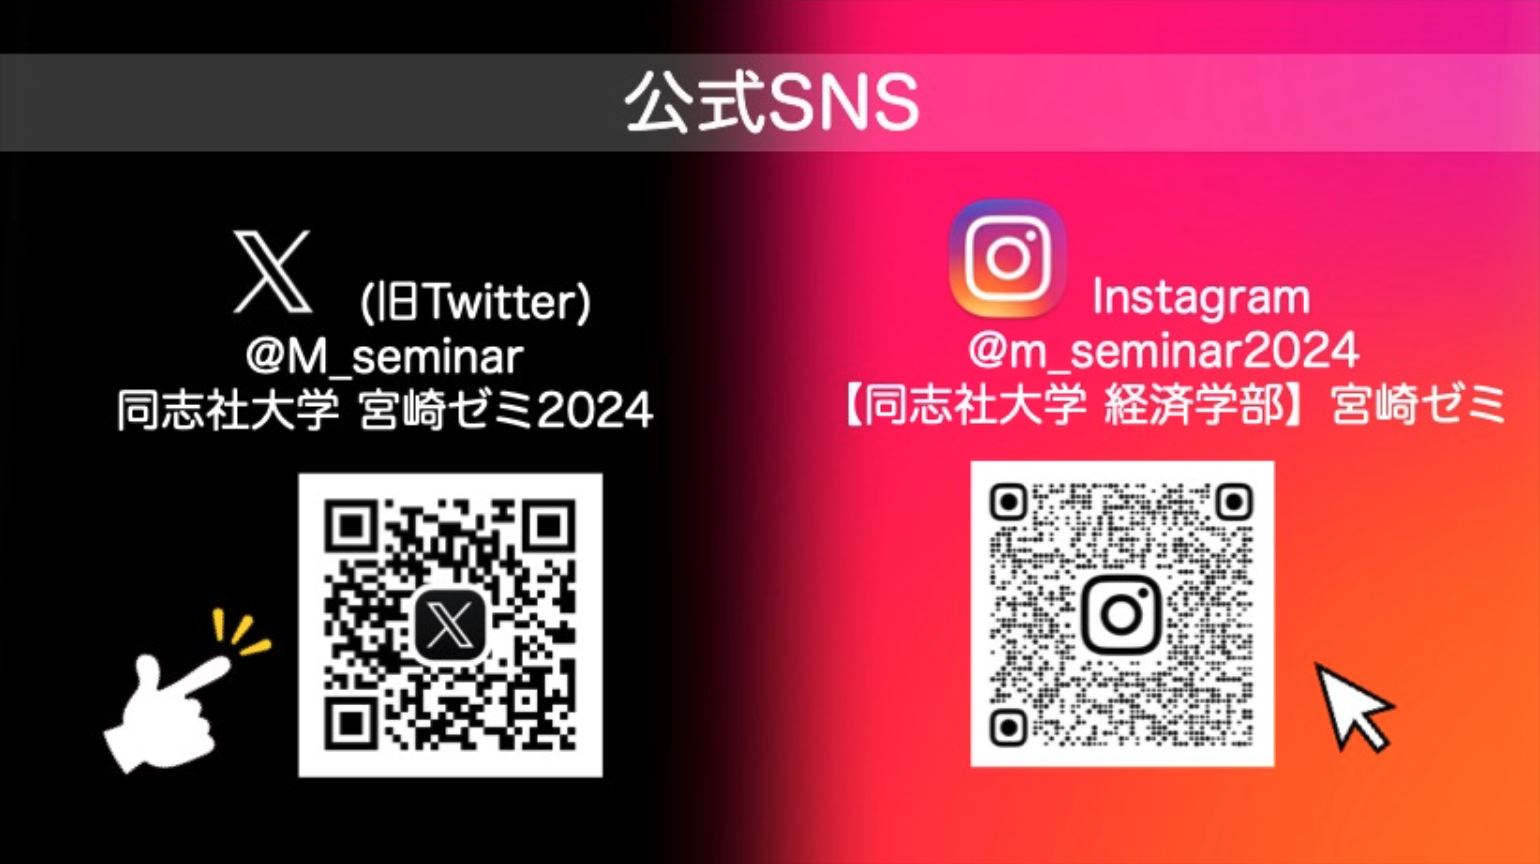 公式SNS
(旧Twitter)
@M_seminar
同志社大学 宮崎ゼミ2024
Instagram
@m_seminar2024
【同志社大学 経済学部】宮崎ゼミ